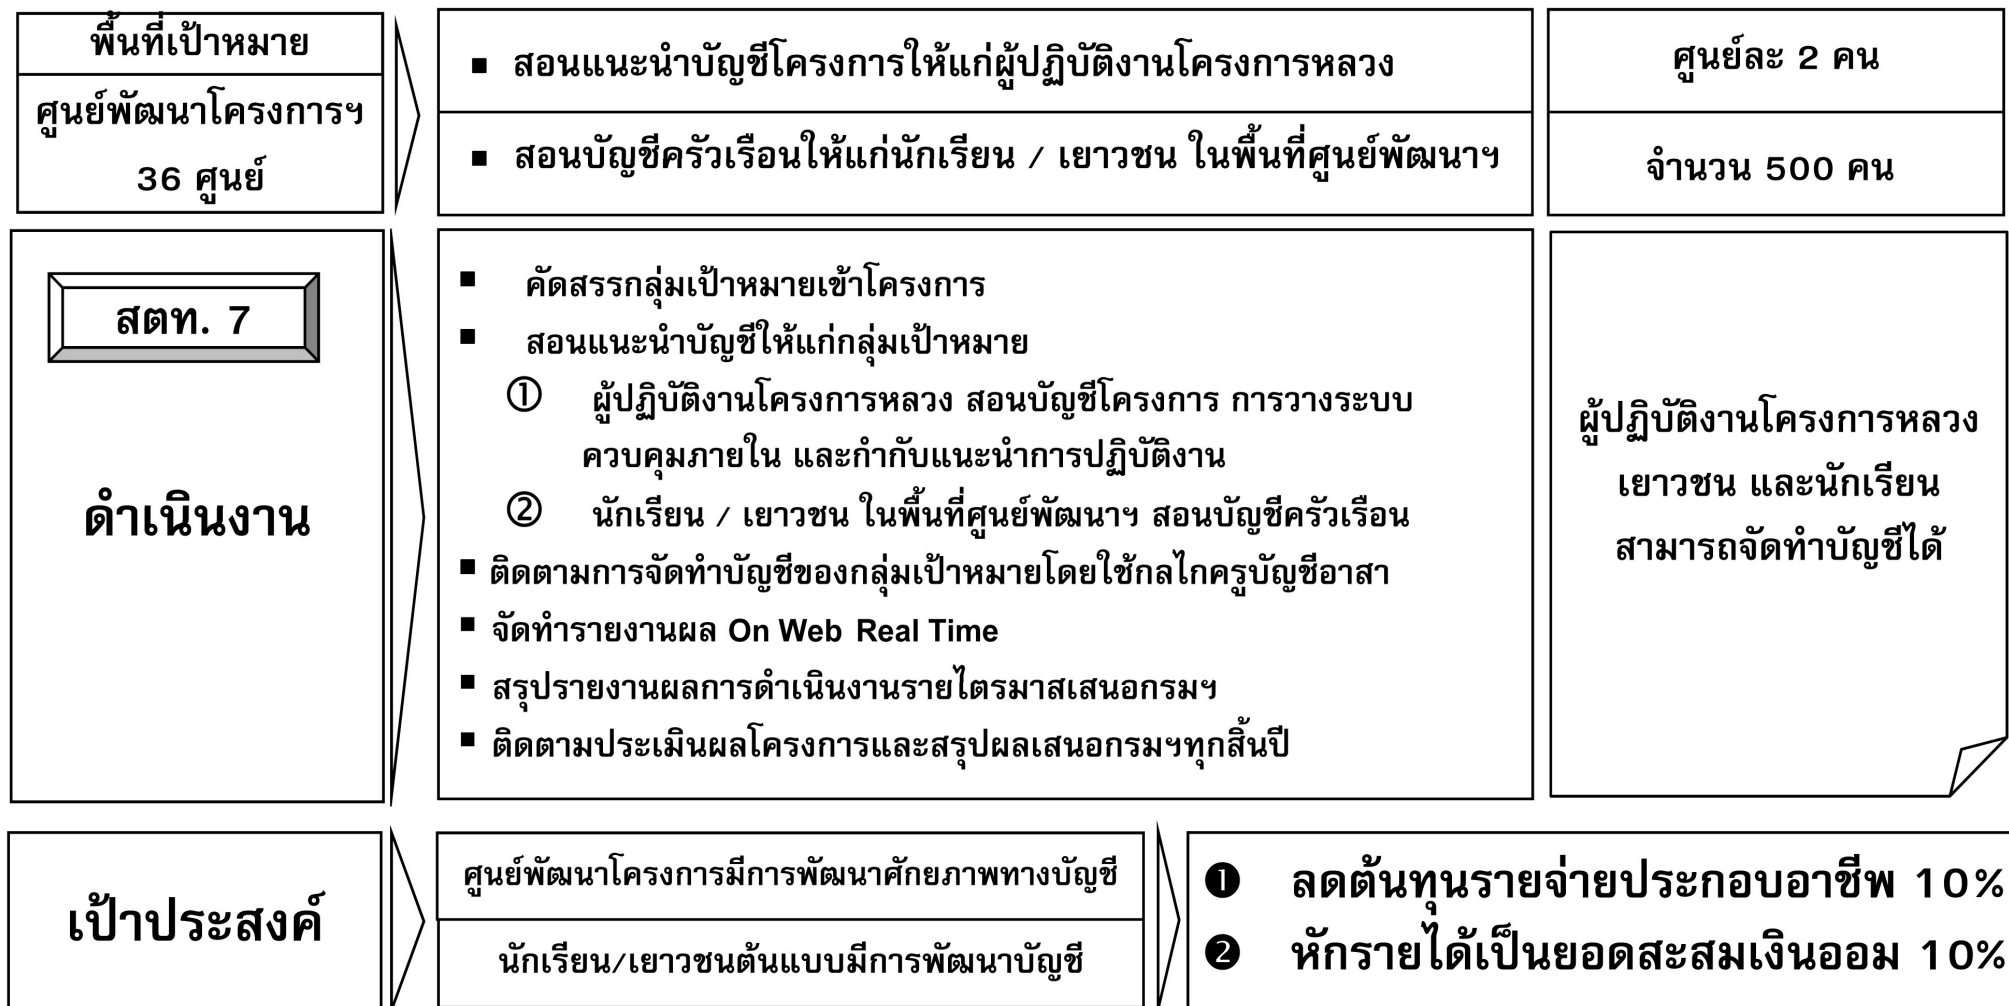 พื้นที่เป้าหมาย
ศูนย์พัฒนาโครงการฯ
36 ศูนย์
▪ สอนแนะนำบัญชีโครงการให้แก่ผู้ปฏิบัติงานโครงการหลวง
ศูนย์ละ 2 คน
▪ สอนบัญชีครัวเรือนให้แก่นักเรียน / เยาวชน ในพื้นที่ศูนย์พัฒนาฯ
จำนวน 500 คน
สตท. 7
ดำเนินงาน
▪ คัดสรรกลุ่มเป้าหมายเข้าโครงการ
▪ สอนแนะนำบัญชีให้แก่กลุ่มเป้าหมาย
① ผู้ปฏิบัติงานโครงการหลวง สอนบัญชีโครงการ การวางระบบ
ควบคุมภายใน และกำกับแนะนำการปฏิบัติงาน
② นักเรียน / เยาวชน ในพื้นที่ศูนย์พัฒนาฯ สอนบัญชีครัวเรือน
▪ ติดตามการจัดทำบัญชีของกลุ่มเป้าหมายโดยใช้กลไกครูบัญชีอาสา
▪ จัดทำรายงานผล On Web Real Time
▪ สรุปรายงานผลการดำเนินงานรายไตรมาสเสนอกรมฯ
▪ ติดตามประเมินผลโครงการและสรุปผลเสนอกรมฯทุกสิ้นปี
ผู้ปฏิบัติงานโครงการหลวง
เยาวชน และนักเรียน
สามารถจัดทำบัญชีได้
เป้าประสงค์
ศูนย์พัฒนาโครงการมีการพัฒนาศักยภาพทางบัญชี
นักเรียน/เยาวชนต้นแบบมีการพัฒนาบัญชี
❶ ลดต้นทุนรายจ่ายประกอบอาชีพ 10%
❷ หักรายได้เป็นยอดสะสมเงินออม 10%